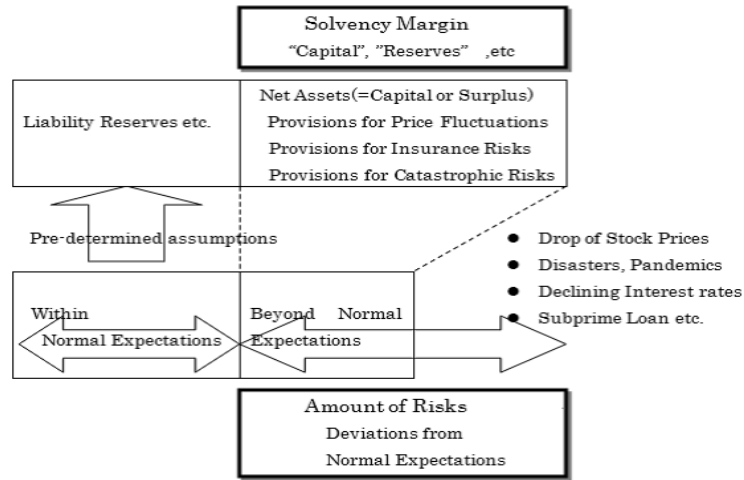 Solvency Margin
“Capital”, ”Reserves” ,etc
Liability Reserves etc.
Net Assets(=Capital or Surplus)
Provisions for Price Fluctuations
Provisions for Insurance Risks
Provisions for Catastrophic Risks
Pre-determined assumptions
● Drop of Stock Prices
● Disasters, Pandemics
● Declining Interest rates
● Subprime Loan etc.
Within
Normal Expectations
Beyond Normal
Expectations
Amount of Risks
Deviations from
Normal Expectations